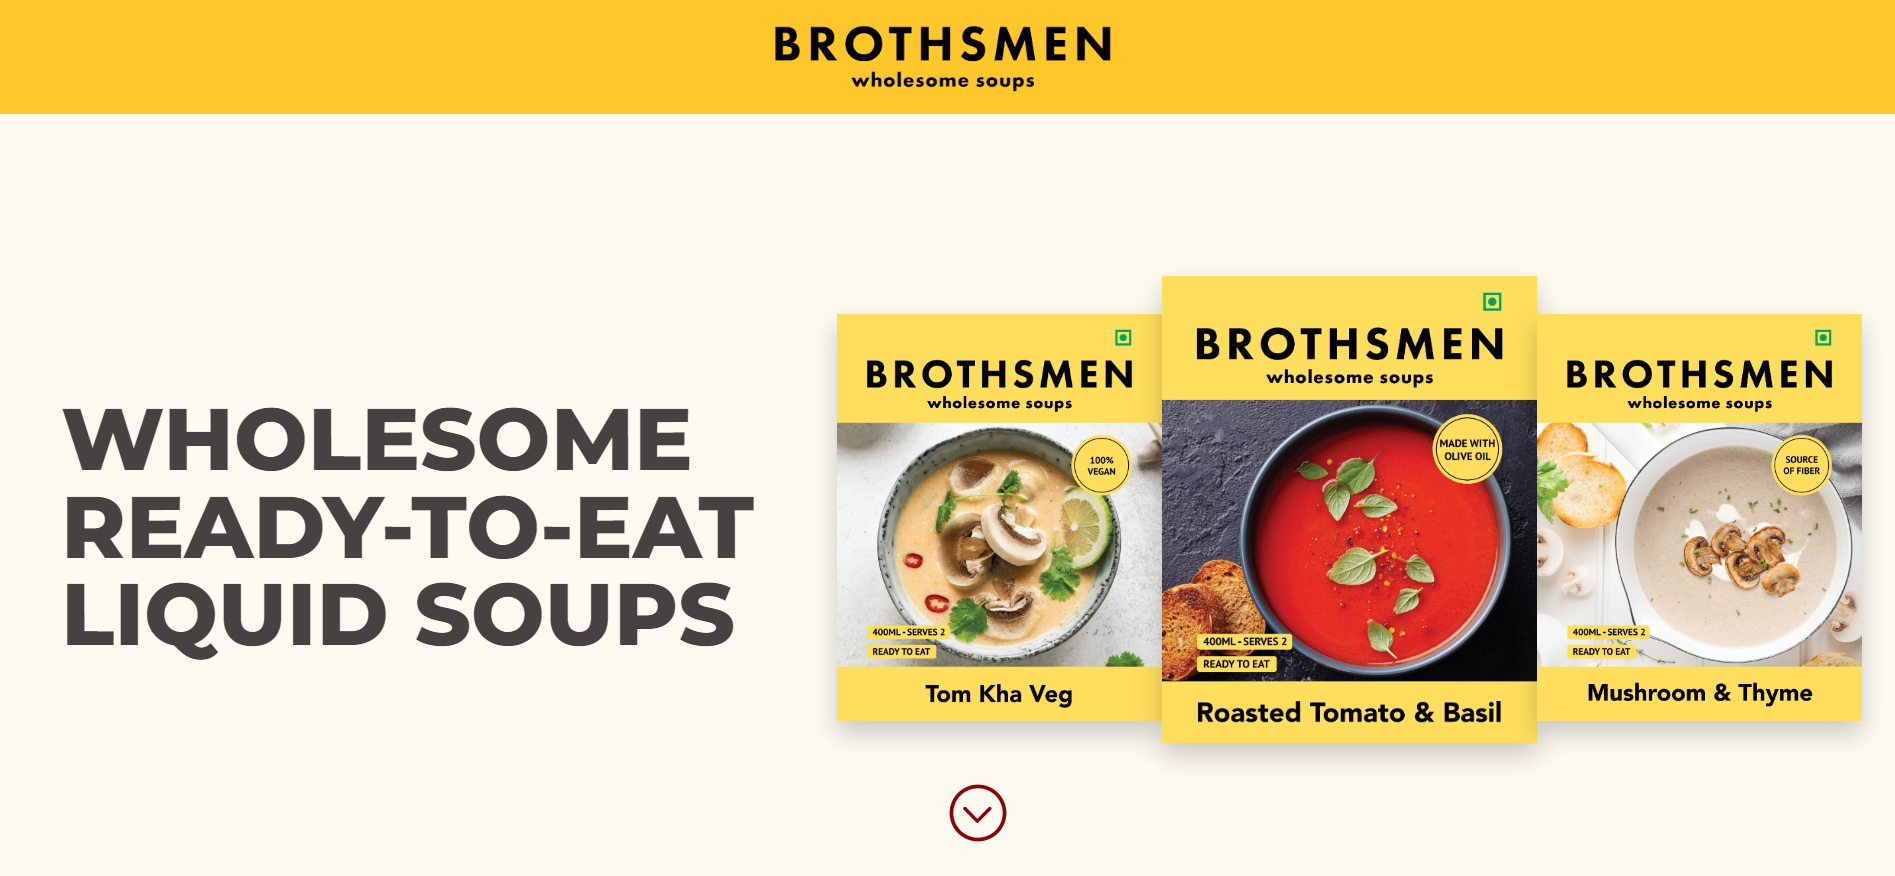 BROTHSMEN
wholesome soups
WHOLESOME
READY-TO-EAT
LIQUID SOUPS
BROTHSMEN
wholesome soups
100%
VEGAN
400ML - SERVES 2
READY TO EAT
Tom Kha Veg
BROTHSMEN
wholesome soups
MADE WITH
OLIVE OIL
400ML - SERVES 2
READY TO EAT
Roasted Tomato & Basil
BROTHSMEN
wholesome soups
SOURCE
OF FIBER
400ML - SERVES 2
READY TO EAT
Mushroom & Thyme